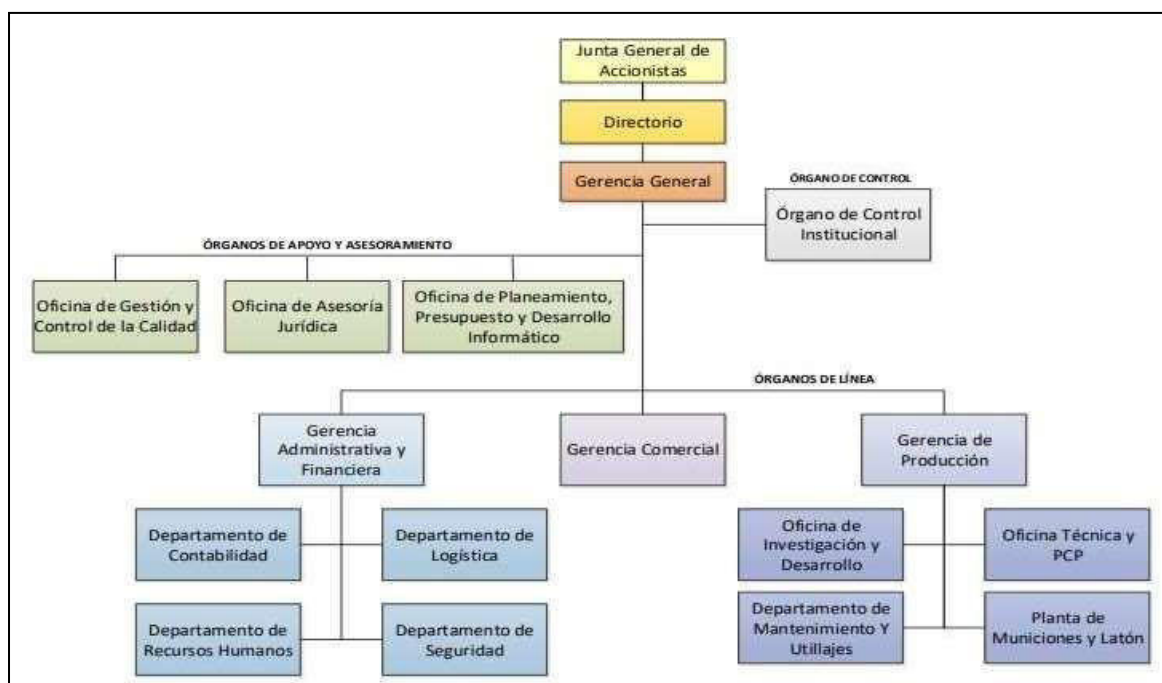 Junta General de
Accionistas
Directorio
Gerencia General
ÓRGANO DE CONTROL
Órgano de Control
Institucional
ÓRGANOS DE APOYO Y ASESORAMIENTO
Oficina de Gestión y
Control de la Calidad
Oficina de Asesoría
Jurídica
Oficina de Planeamiento,
Presupuesto y Desarrollo
Informático
ÓRGANOS DE LÍNEA
Gerencia
Administrativa y
Financiera
Gerencia Comercial
Gerencia de
Producción
Departamento de
Contabilidad
Departamento de
Logística
Oficina de
Investigación y
Desarrollo
Oficina Técnica y
PCP
Departamento de
Recursos Humanos
Departamento de
Seguridad
Departamento de
Mantenimiento Y
Utillajes
Planta de
Municiones y Latón